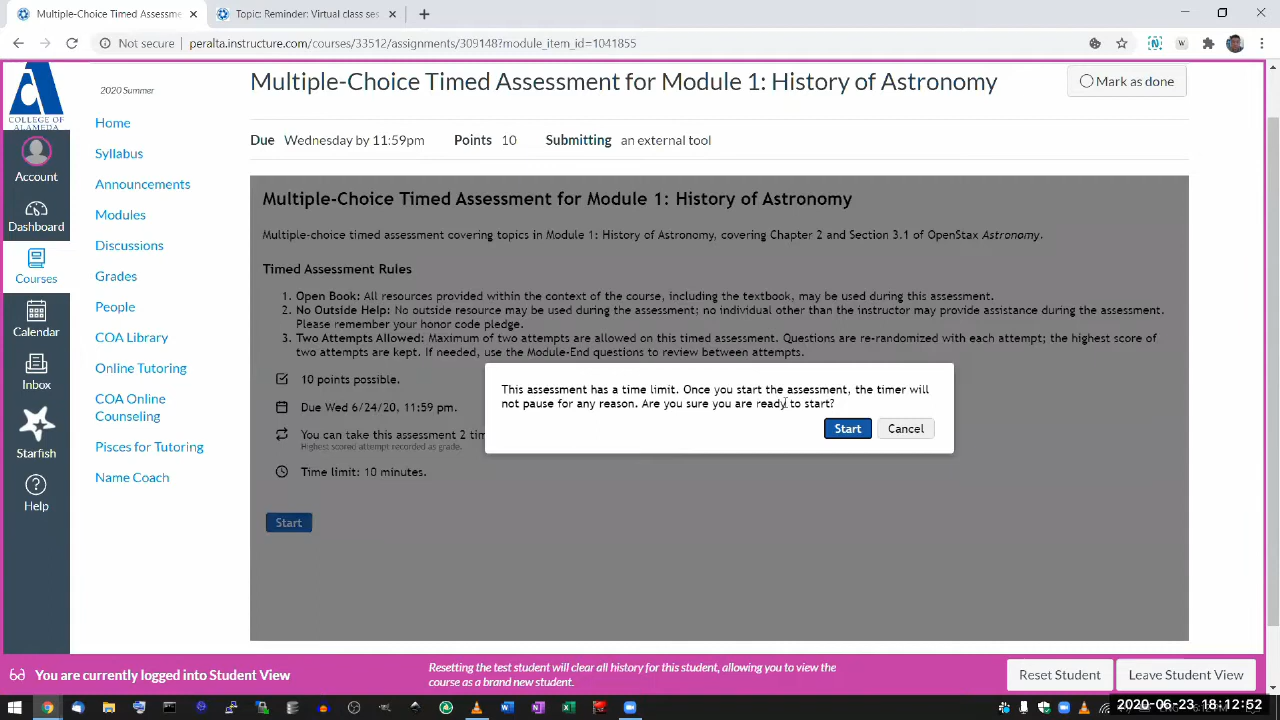 Multiple-Choice Timed Assess
Topic: Reminder: Virtual class ses
Not secure
peralta.instructure.com/courses/33512/assignments/309148?module_item_id=1041855
COLLEGE OF
ALAMEDA
Account
Dashboard
Courses
Calendar
Inbox
Starfish
Help
2020 Summer
Home
Syllabus
Announcements
Modules
Discussions
Grades
People
COA Library
Online Tutoring
COA Online
Counseling
Pisces for Tutoring
Name Coach
Multiple-Choice Timed Assessment for Module 1: History of Astronomy
Mark as done
Due Wednesday by 11:59pm Points 10 Submitting an external tool
Multiple-Choice Timed Assessment for Module 1: History of Astronomy
Multiple-choice timed assessment covering topics in Module 1: History of Astronomy, covering Chapter 2 and Section 3.1 of OpenStax Astronomy.
Timed Assessment Rules
1. Open Book: All resources provided within the context of the course, including the textbook, may be used during this assessment.
2. No Outside Help: No outside resource may be used during the assessment; no individual other than the instructor may provide assistance during the assessment.
Please remember your honor code pledge.
3. Two Attempts Allowed: Maximum of two attempts are allowed on this timed assessment. Questions are re-randomized with each attempt; the highest score of
two attempts are kept. If needed, use the Module-End questions to review between attempts.
10 points possible.
Due Wed 6/24/20, 11:59 pm.
You can take this assessment 2 tim
Highest scored attempt recorded as grade.
Time limit: 10 minutes.
Start
This assessment has a time limit. Once you start the assessment, the timer will
not pause for any reason. Are you sure you are ready to start?
Start
Cancel
You are currently logged into Student View
Resetting the test student will clear all history for this student, allowing you to view the
course as a brand new student.
Reset Student
Leave Student View
2020-06-23 18:12:52